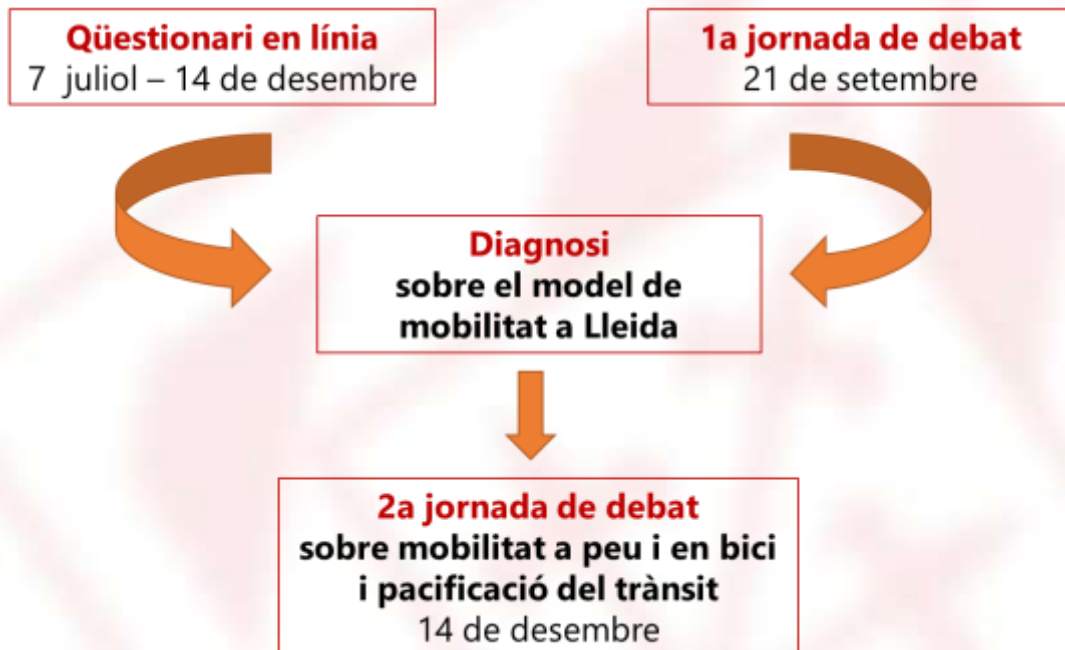 Qüestionari en línia
7 juliol – 14 de desembre
1a jornada de debat
21 de setembre
Diagnosi
sobre el model de
mobilitat a Lleida
2a jornada de debat
sobre mobilitat a peu i en bici
i pacificació del trànsit
14 de desembre